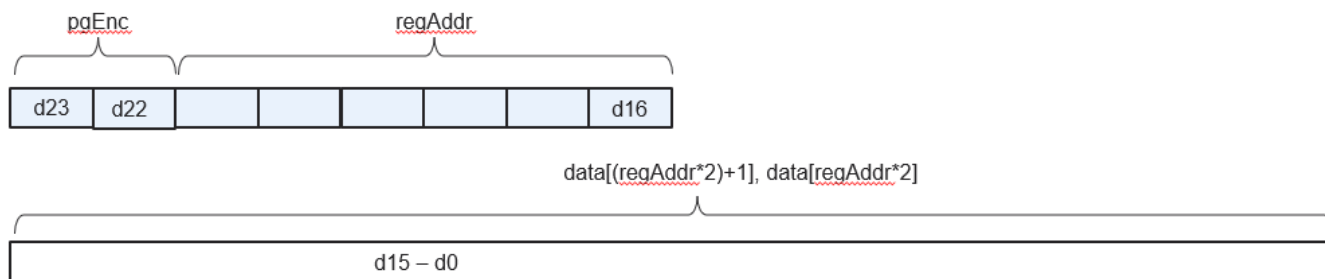 pgEnc regAddr
d23 d22 d16
data[(regAddr*2)+1], data[regAddr*2]
d15 – d0